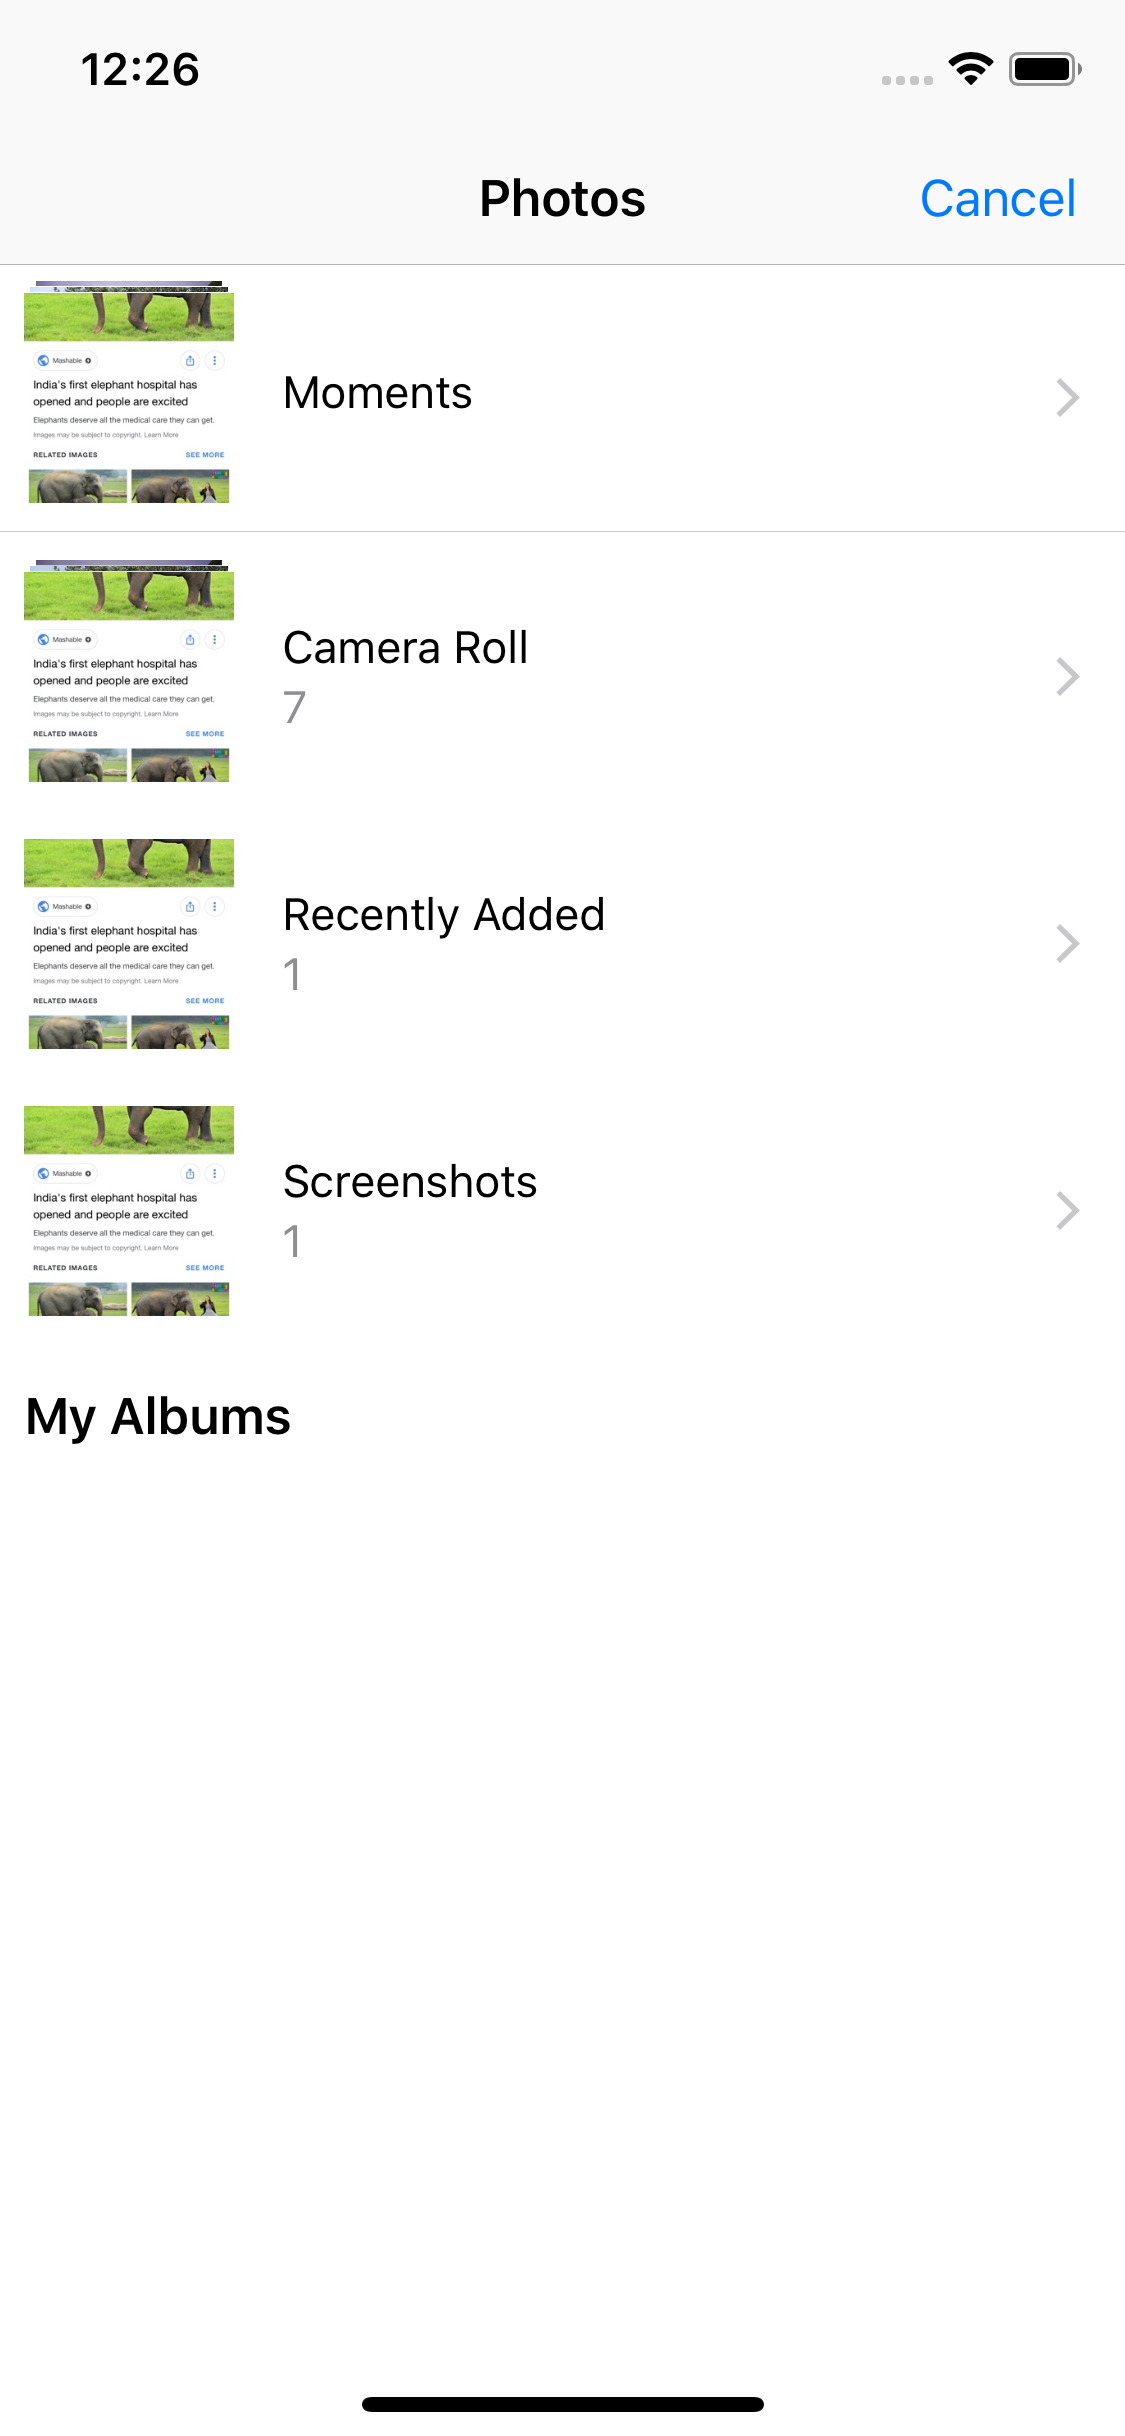 12:26
Photos
Cancel
Mashable
India's first elephant hospital has
opened and people are excited
Elephants deserve all the medical care they can get.
Images may be subject to copyright. Learn More
RELATED IMAGES
SEE MORE
Moments
Mashable
India's first elephant hospital has
opened and people are excited
Elephants deserve all the medical care they can get.
Images may be subject to copyright. Learn More
RELATED IMAGES
SEE MORE
Camera Roll
7
Mashable
India's first elephant hospital has
opened and people are excited
Elephants deserve all the medical care they can get.
Images may be subject to copyright. Learn More
RELATED IMAGES
SEE MORE
Recently Added
1
Mashable
India's first elephant hospital has
opened and people are excited
Elephants deserve all the medical care they can get.
Images may be subject to copyright. Learn More
RELATED IMAGES
SEE MORE
Screenshots
1
My Albums